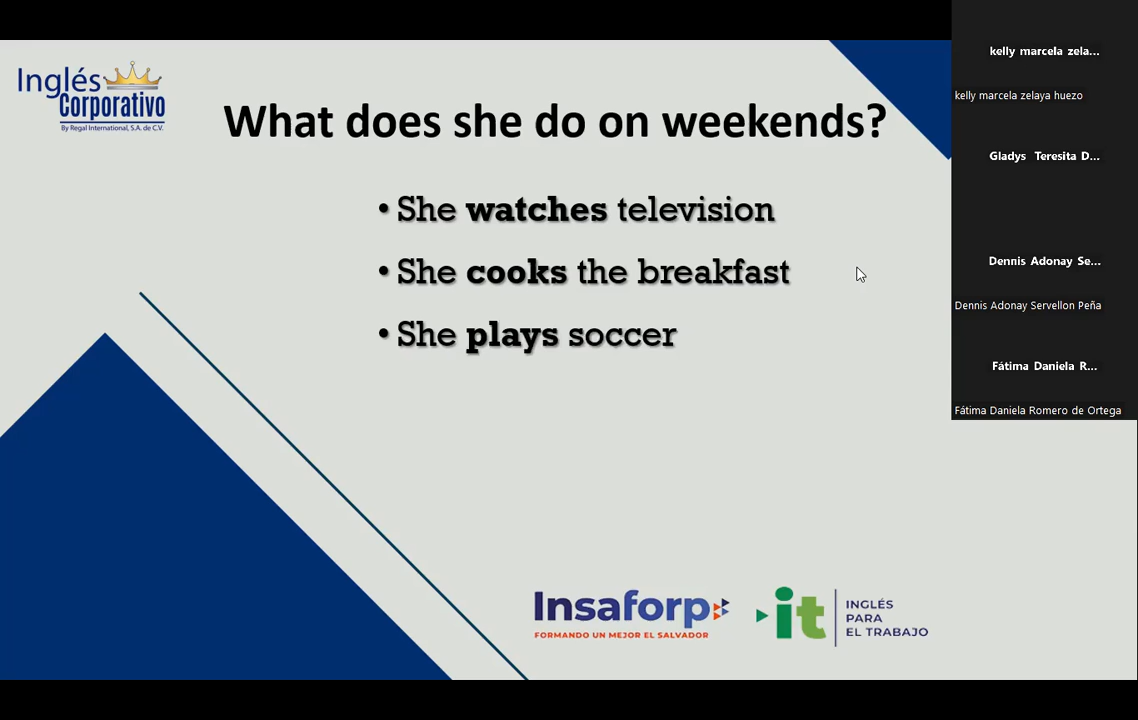 Inglés
Corporativo
By Regal International, S.A. de C.V.
What does she do on weekends?
• She watches television
• She cooks the breakfast
• She plays soccer
kelly marcela zela...
kelly marcela zelaya huezo
Gladys Teresita D...
Dennis Adonay Se...
Dennis Adonay Servellon Peña
Fátima Daniela R...
Fátima Daniela Romero de Ortega
Insaforp
FORMANDO UN MEJOR EL SALVADOR
it
INGLÉS
PARA
EL TRABAJO